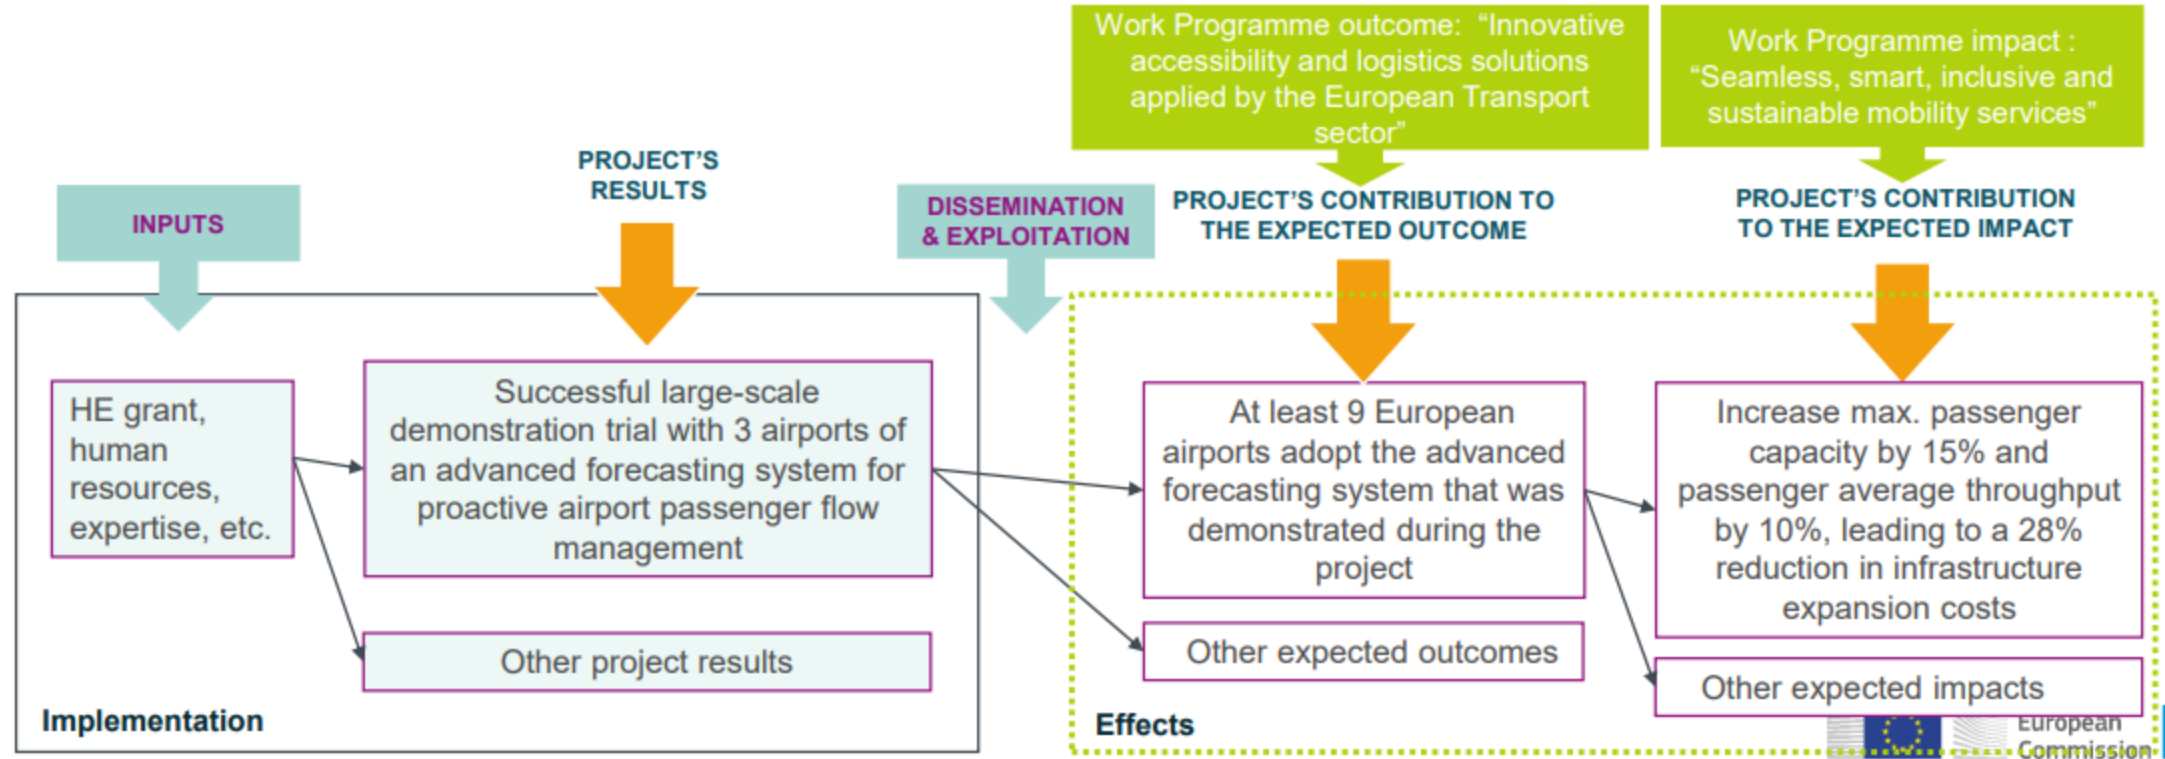 Work Programme outcome: “Innovative
accessibility and logistics solutions
applied by the European Transport
sector”
Work Programme impact :
“Seamless, smart, inclusive and
sustainable mobility services”
PROJECT’S
RESULTS
INPUTS
DISSEMINATION
& EXPLOITATION
PROJECT’S CONTRIBUTION TO
THE EXPECTED OUTCOME
PROJECT’S CONTRIBUTION
TO THE EXPECTED IMPACT
HE grant,
human
resources,
expertise, etc.
Successful large-scale
demonstration trial with 3 airports of
an advanced forecasting system for
proactive airport passenger flow
management
Other project results
Implementation
At least 9 European
airports adopt the advanced
forecasting system that was
demonstrated during the
project
Other expected outcomes
Increase max. passenger
capacity by 15% and
passenger average throughput
by 10%, leading to a 28%
reduction in infrastructure
expansion costs
Other expected impacts
Effects
European
Commission